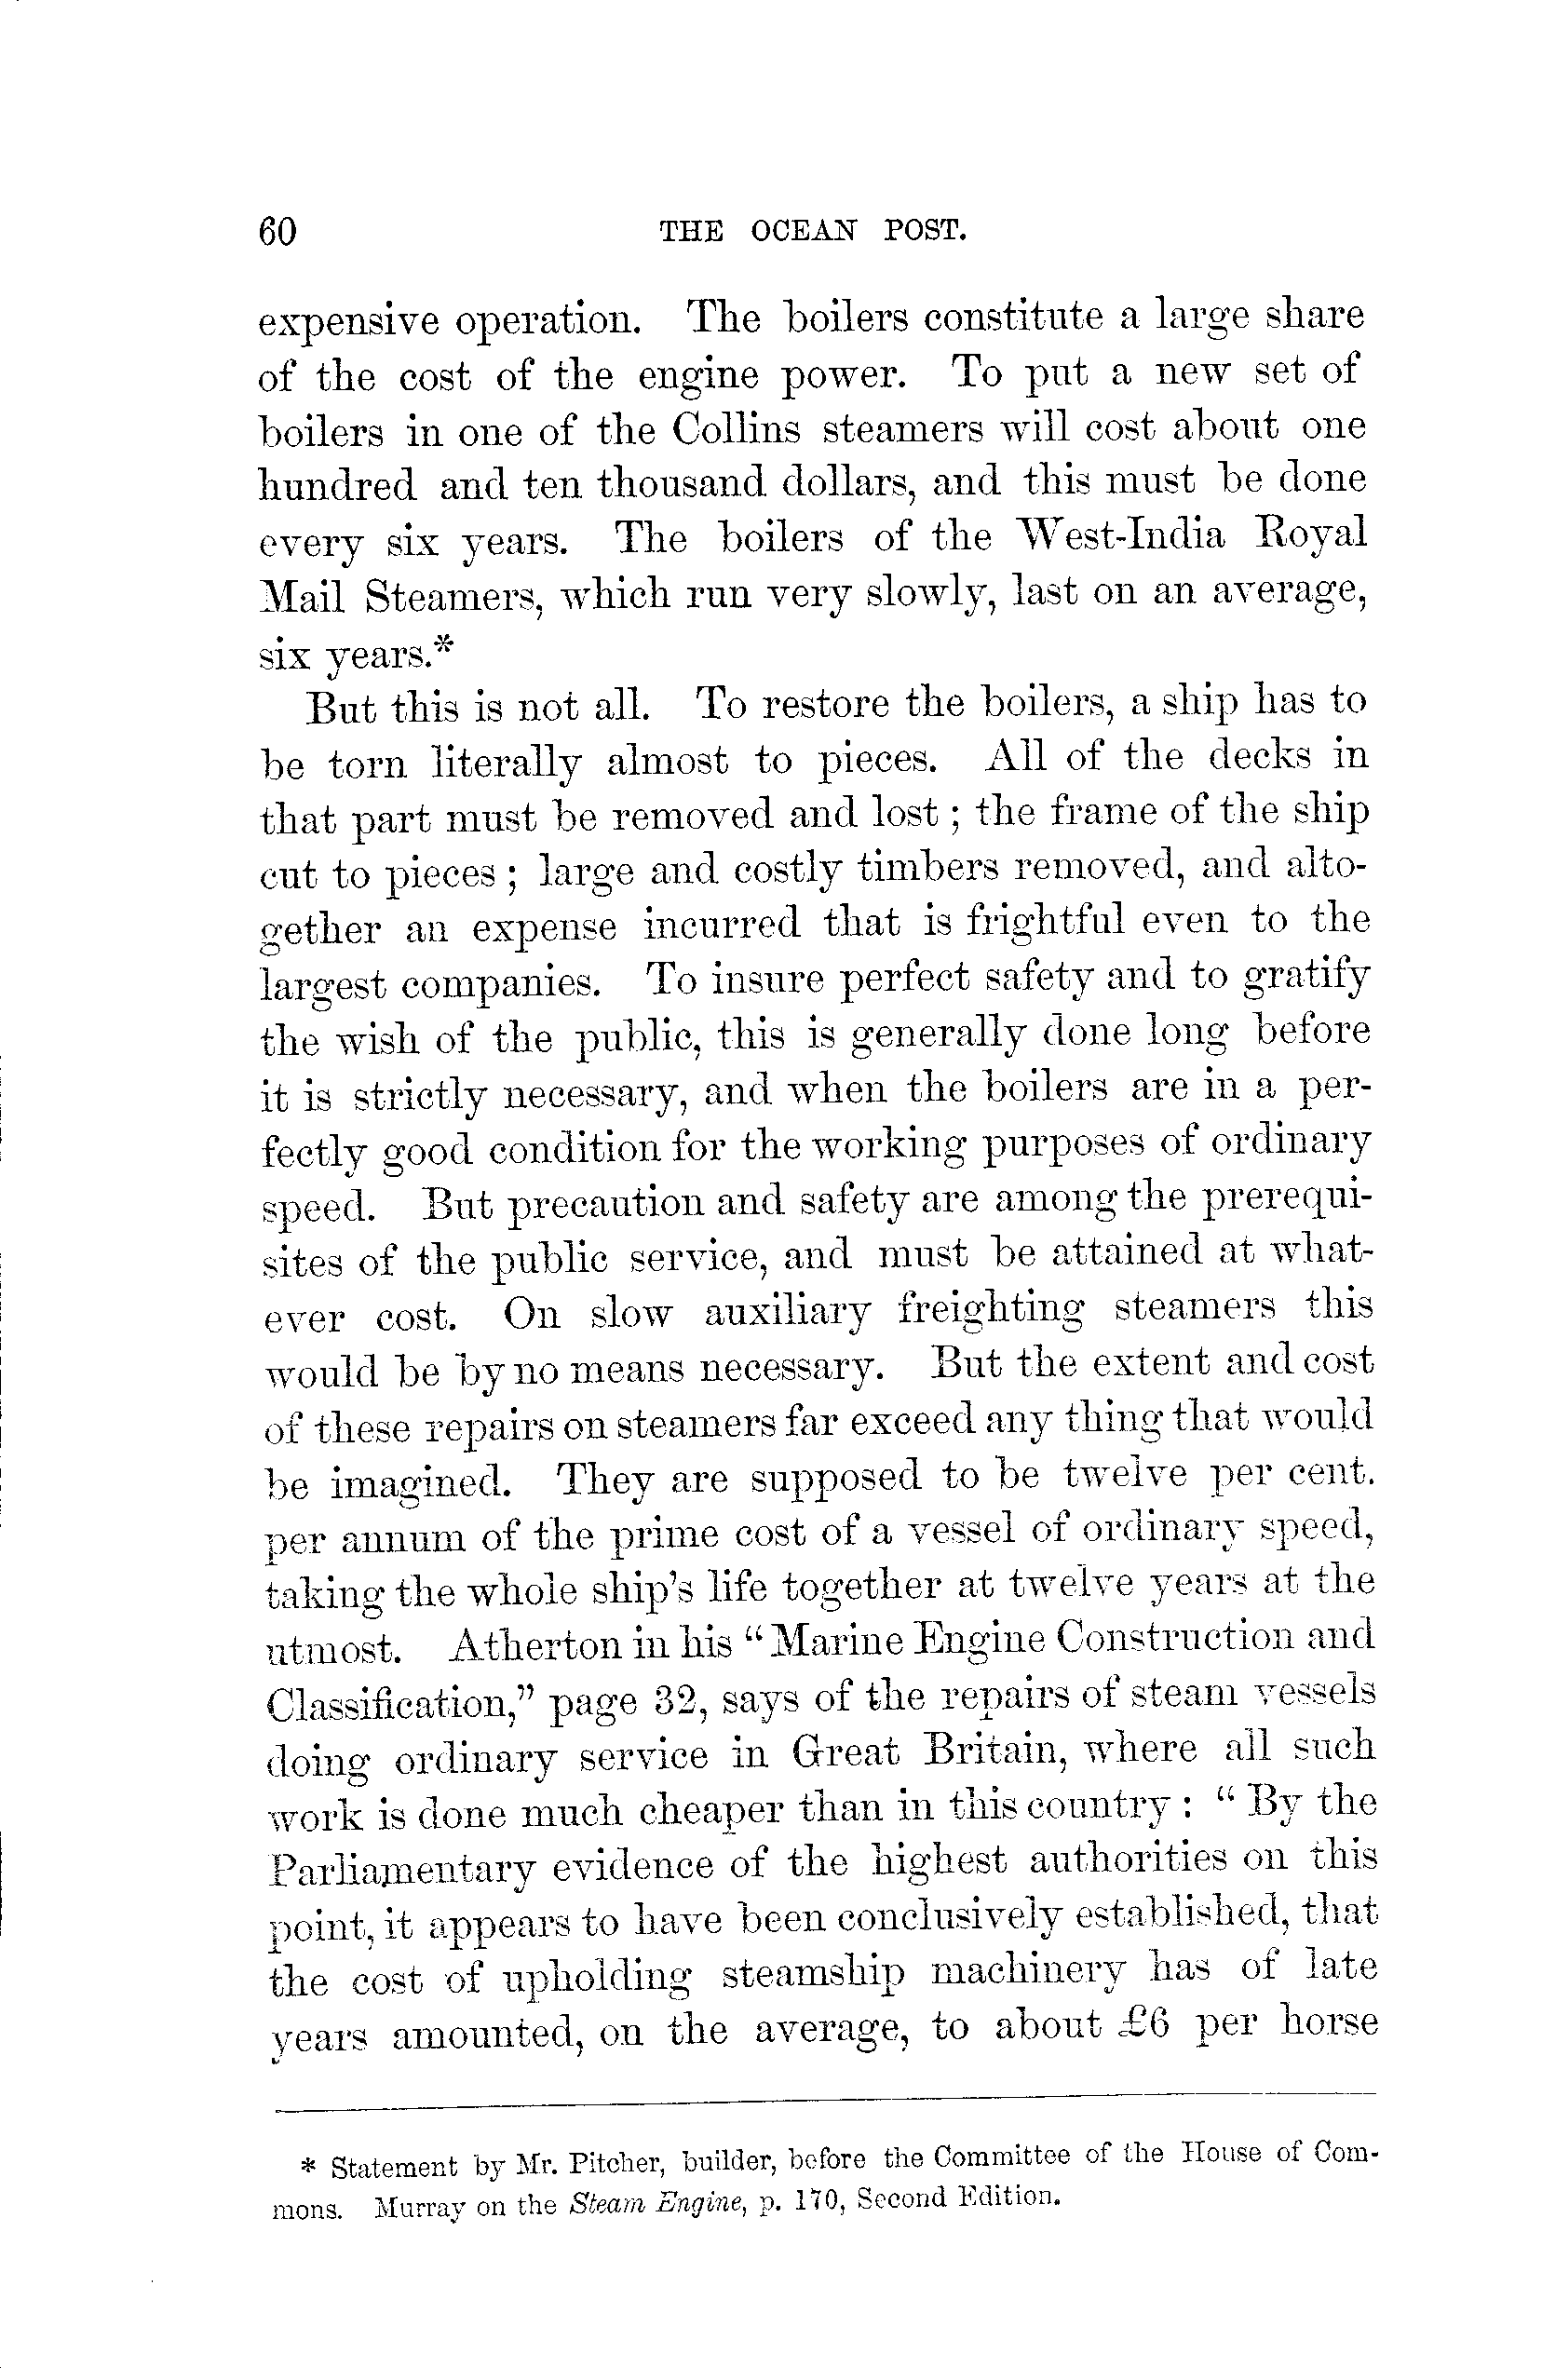 60 THE OCEAN POST.
expensive operation. The boilers constitute a large share
of the cost of the engine power. To put a new set of
boilers in one of the Collins steamers will cost about one
hundred and ten thousand dollars, and this must be done
every six years. The boilers of the West-India Royal
Mail Steamers, which run very slowly, last on an average,
six years.*
But this is not all. To restore the boilers, a ship has to
be torn literally almost to pieces. All of the decks in
that part must be removed and lost ; the frame of the ship
cut to pieces ; large and costly timbers removed, and alto-
gether an expense incurred that is frightful even to the
largest companies. To insure perfect safety and to gratify
the wish of the public, this is generally done long before
it is strictly necessary, and when the boilers are in a per-
fectly good condition for the working purposes of ordinary
speed. But precaution and safety are among the prerequi-
sites of the public service, and must be attained at what-
ever cost. On slow auxiliary freighting steamers this
would be by no means necessary. But the extent and cost
of these repairs on steamers far exceed any thing that would
be imagined. They are supposed to be twelve per cent.
per annum of the prime cost of a vessel of ordinary speed,
taking the whole ship's life together at twelve years at the
utmost. Atherton in his “ Marine Engine Construction and
Classification,” page 32, says of the repairs of steam vessels
doing ordinary service in Great Britain, where all such
work is done much cheaper than in this country : “ By the
Parliamentary evidence of the highest authorities on this
point, it appears to have been conclusively established, that
the cost of upholding steamship machinery has of late
years amounted, on the average, to about £6 per horse
* Statement by Mr. Pitcher, builder, before the Committee of the House of Com-
mons. Murray on the Steam Engine, p. 170, Second Edition.